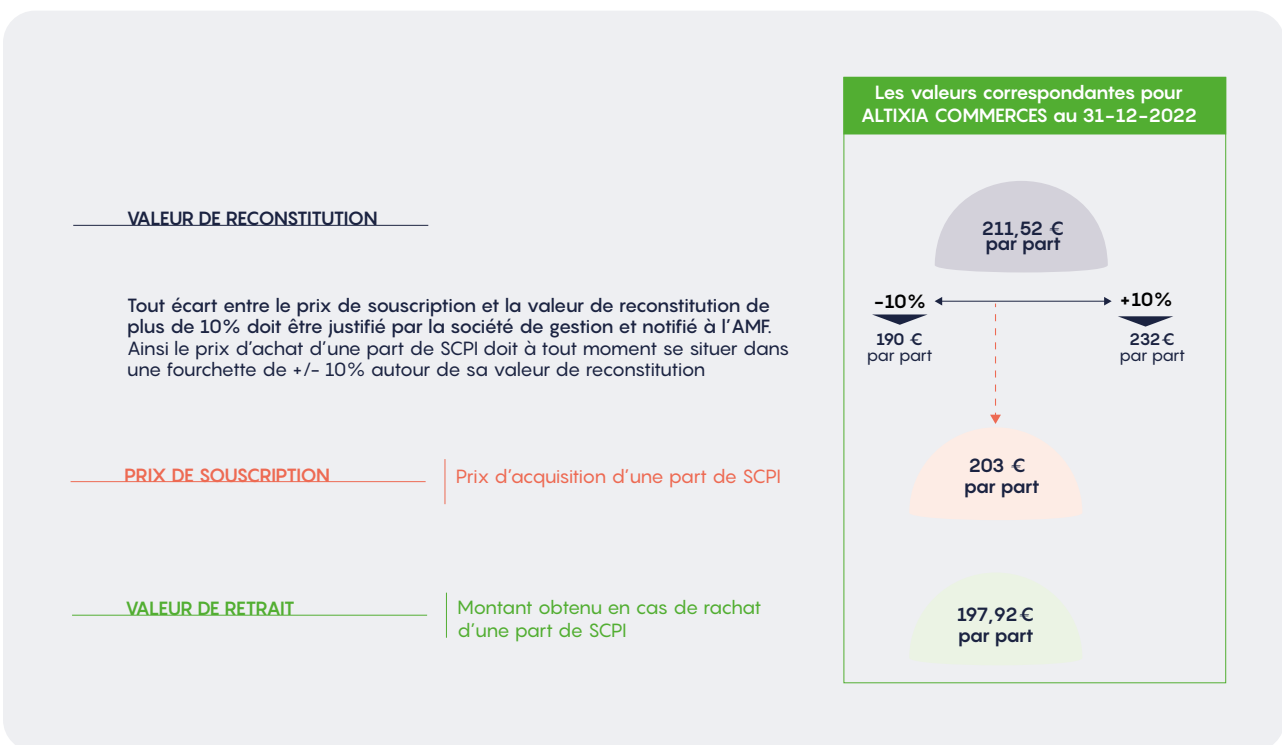 Les valeurs correspondantes pour
ALTIXIA COMMERCES au 31-12-2022
VALEUR DE RECONSTITUTION
211,52 €
par part
Tout écart entre le prix de souscription et la valeur de reconstitution de
plus de 10% doit être justifié par la société de gestion et notifié à l'AMF.
Ainsi le prix d'achat d'une part de SCPI doit à tout moment se situer dans
une fourchette de +/- 10% autour de sa valeur de reconstitution
-10%
+10%
190 €
par part
232 €
par part
PRIX DE SOUSCRIPTION
Prix d'acquisition d'une part de SCPI
203 €
par part
VALEUR DE RETRAIT
Montant obtenu en cas de rachat
d'une part de SCPI
197,92 €
par part